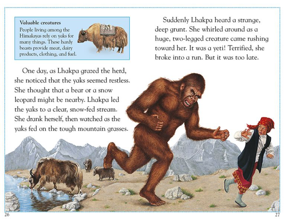 Valuable creatures
People living among the
Himalayas rely on yaks for
many things. These hardy
beasts provide meat, dairy
products, clothing, and fuel.
One day, as Lhakpa grazed the herd,
she noticed that the yaks seemed restless.
She thought that a bear or a snow
leopard might be nearby. Lhakpa led
the yaks to a clear, snow-fed stream.
She drank herself, then watched as the
yaks fed on the tough mountain grasses.
26
Suddenly Lhakpa heard a strange,
deep grunt. She whirled around as a
huge, two-legged creature came rushing
toward her. It was a yeti! Terrified, she
broke into a run. But it was too late.
27